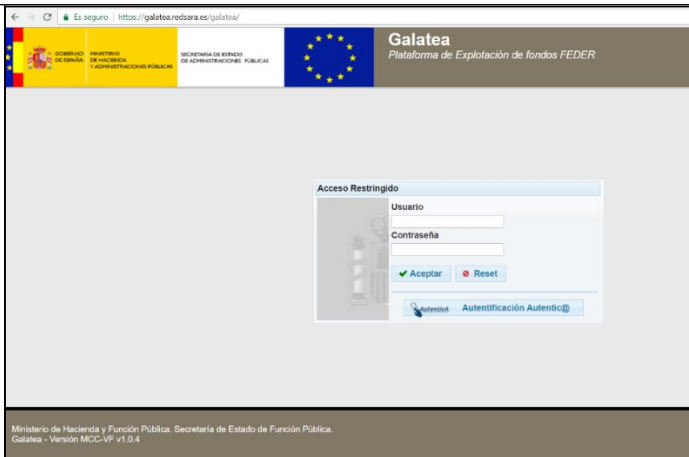 Es seguro | https://galatea.redsara.es/galatea/
GOBIERNO DE ESPAÑA
MINISTERIO DE HACIENDA Y ADMINISTRACIONES PÚBLICAS
SECRETARÍA DE ESTADO DE ADMINISTRACIONES PÚBLICAS
Galatea
Plataforma de Explotación de fondos FEDER
Acceso Restringido
Usuario
Contraseña
Aceptar
Reset
AutenticA
Autentificación Autentic@
Ministerio de Hacienda y Función Pública. Secretaría de Estado de Función Pública.
Galatea - Versión MCC-VF v1.0.4